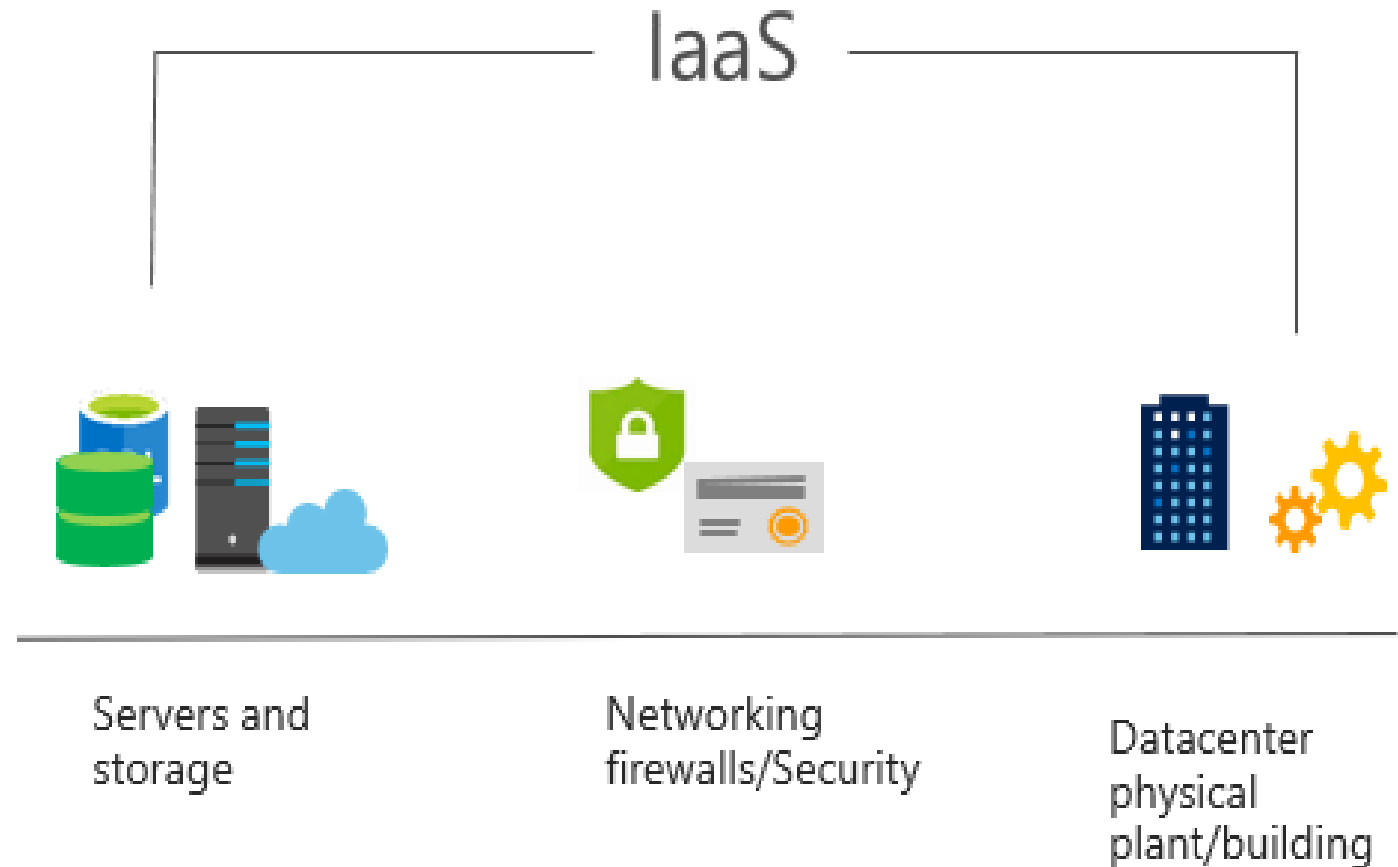 IaaS
Servers and
storage
Networking
firewalls/Security
Datacenter
physical
plant/building